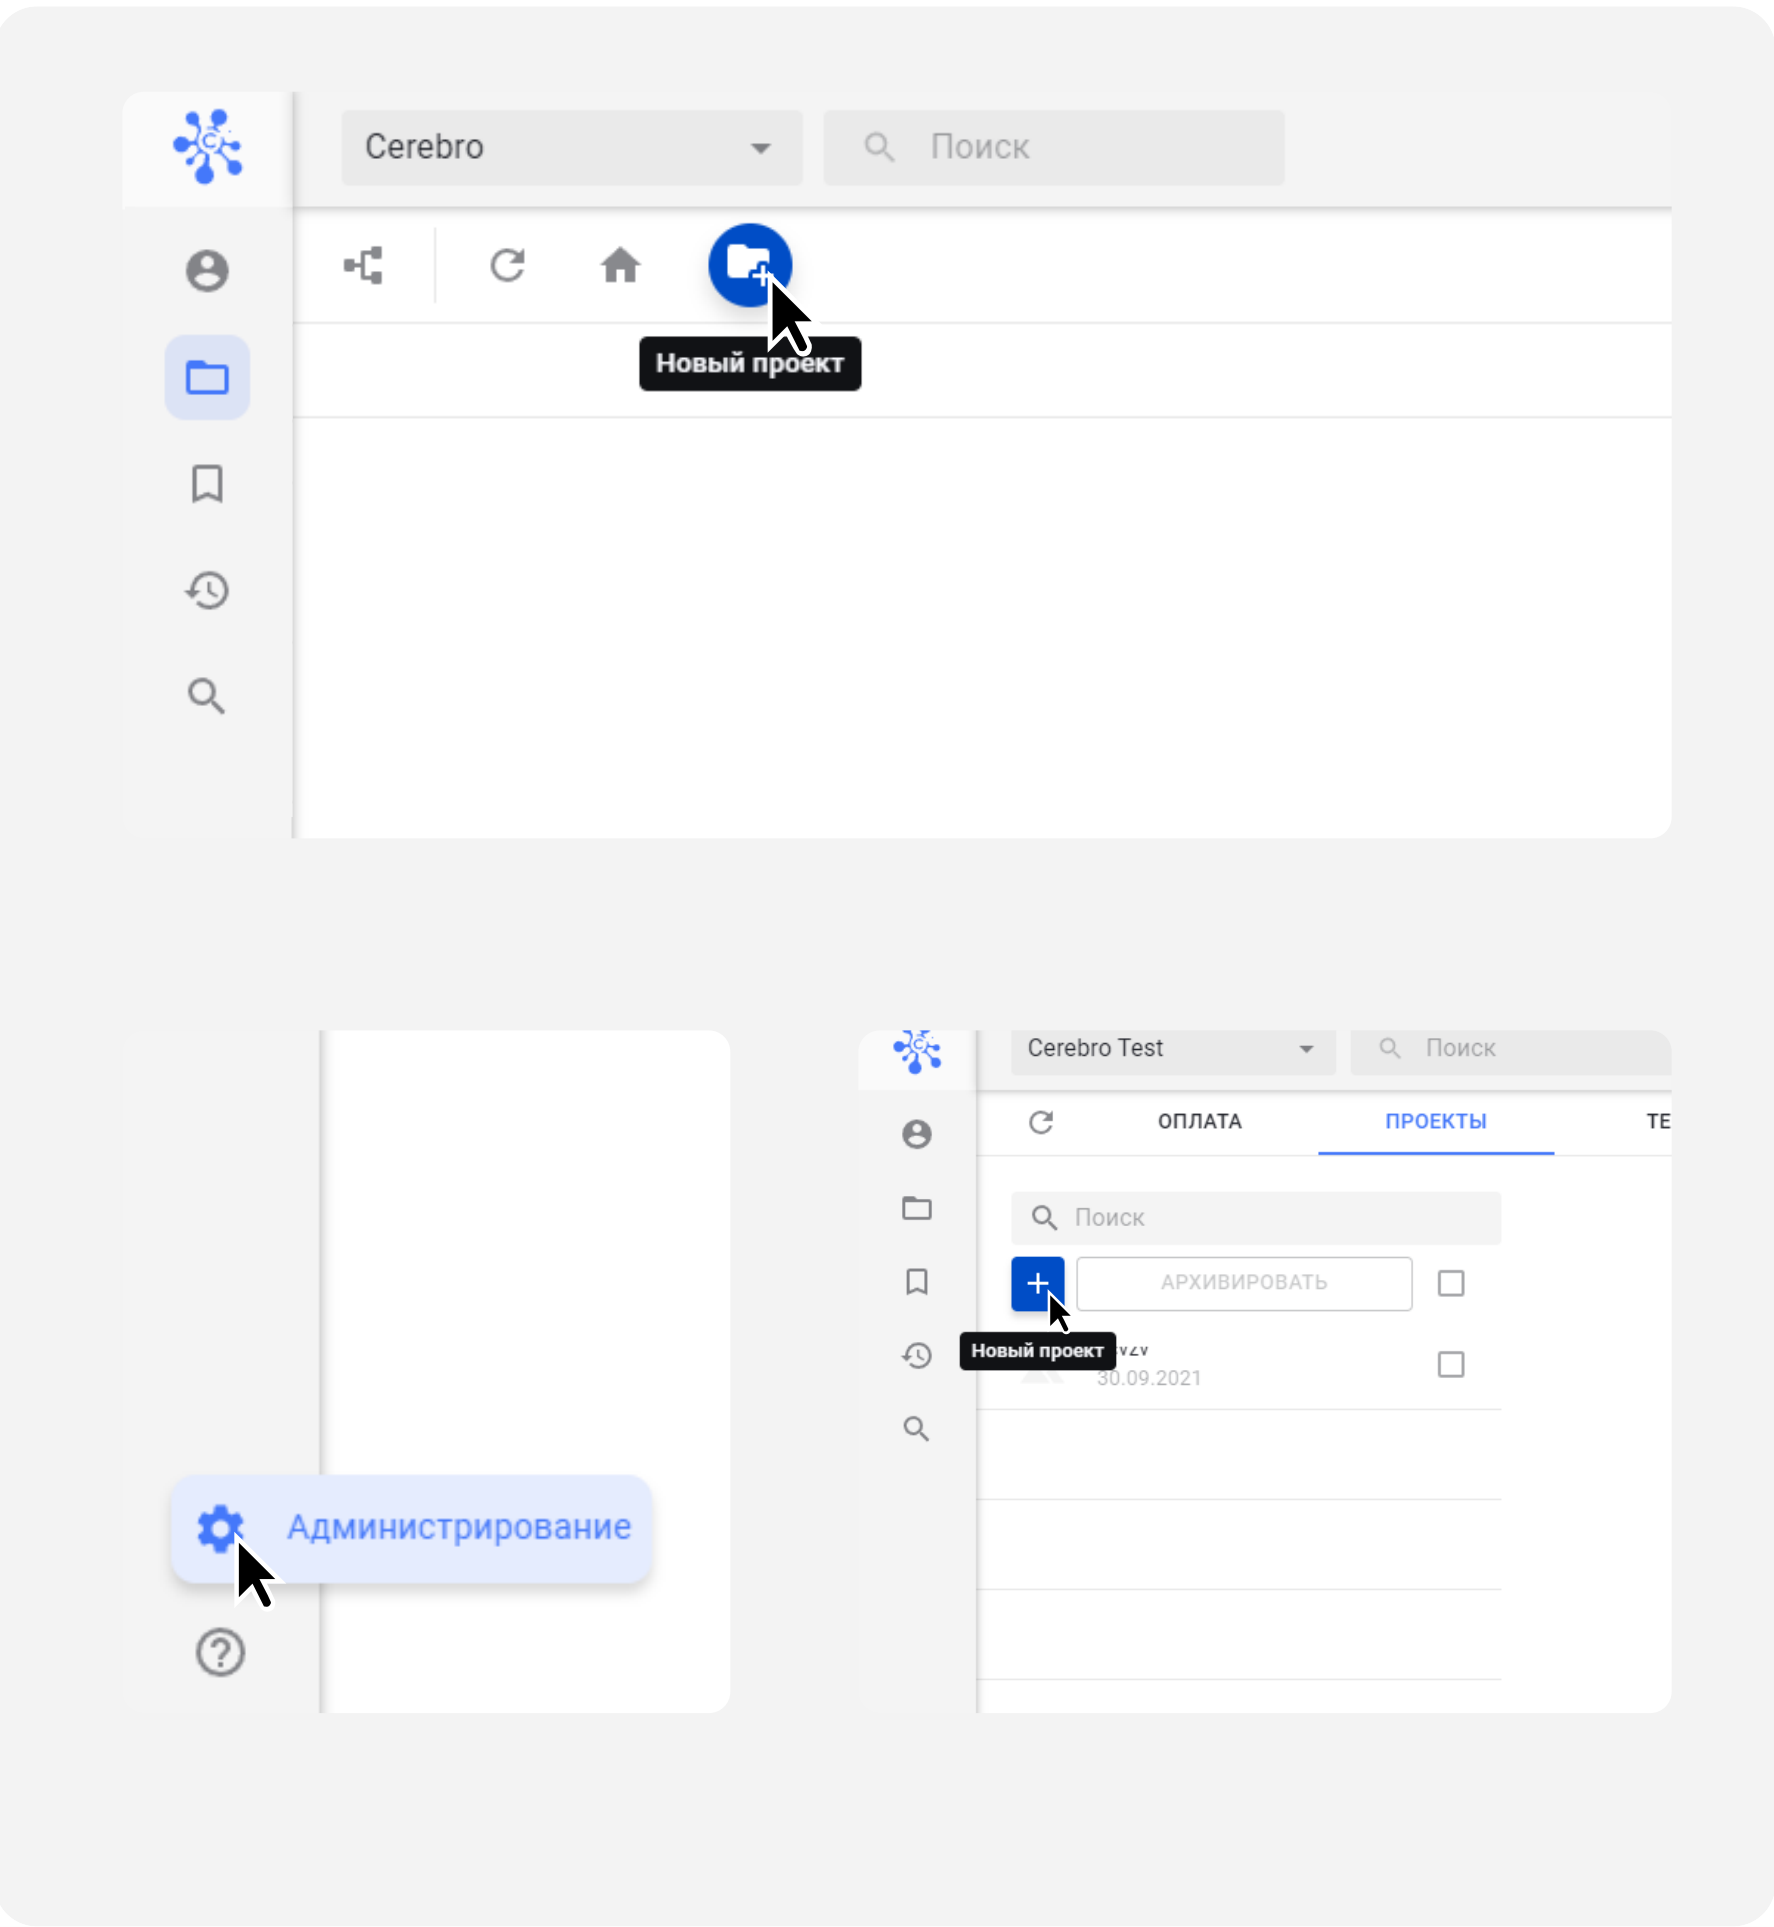 Cerebro
Поиск
Новый проект
Администрирование
Cerebro Test
Поиск
ОПЛАТА
ПРОЕКТЫ
ТЕ
Поиск
АРХИВИРОВАТЬ
Новый проект
30.09.2021